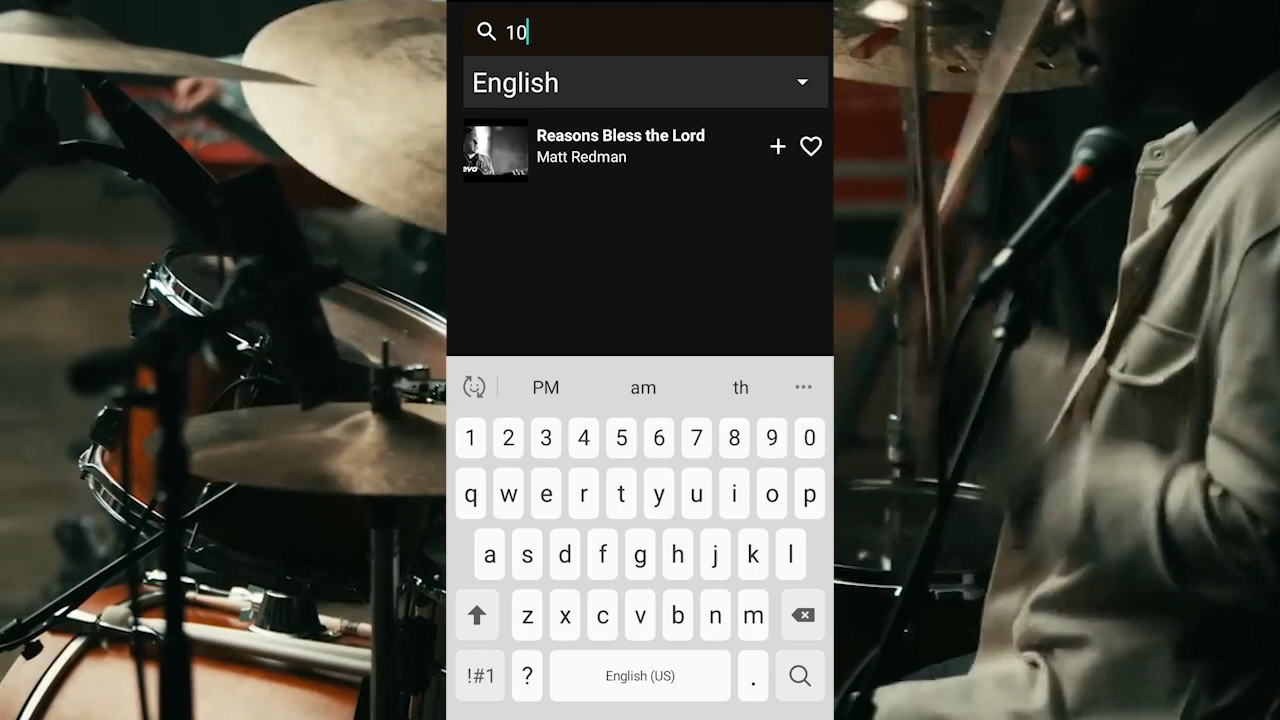 10
English
Reasons Bless the Lord
Matt Redman
evo
PM am th
1 2 3 4 5 6 7 8 9 0
q w e r t y u i o p
a s d f g h j k l
z x c v b n m
!#1 ? English (US) .